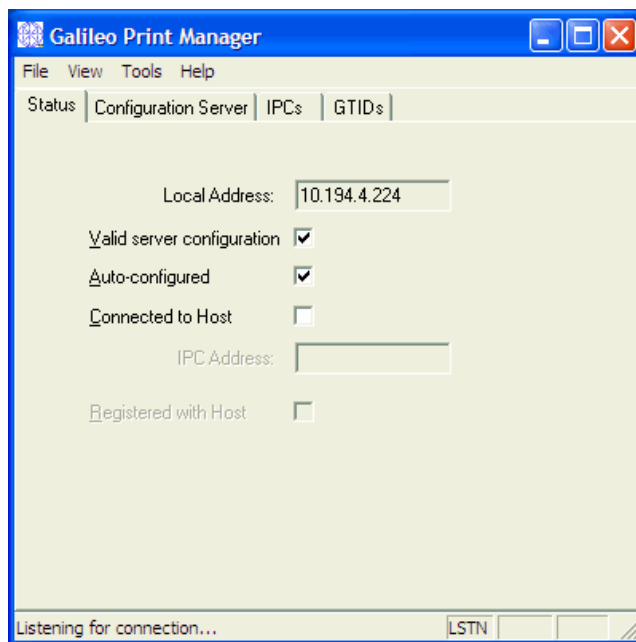 Galileo Print Manager
File View Tools Help
Status Configuration Server IPCs GTIDs
Local Address: 10.194.4.224
Valid server configuration
Auto-configured
Connected to Host
IPC Address:
Registered with Host
Listening for connection... LSTN